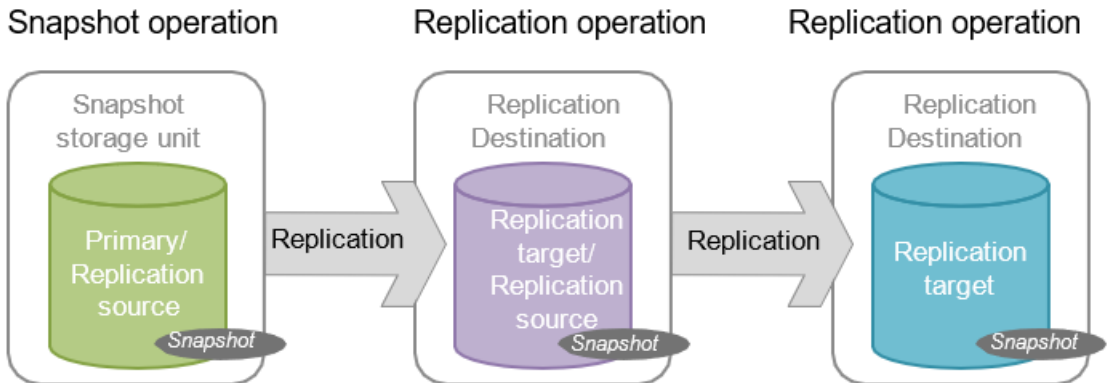 Snapshot operation
Replication operation
Replication operation
Snapshot
storage unit
Primary/
Replication
source
Snapshot
Replication
Replication
Destination
Replication
target/
Replication
source
Snapshot
Replication
Replication
Destination
Replication
target
Snapshot